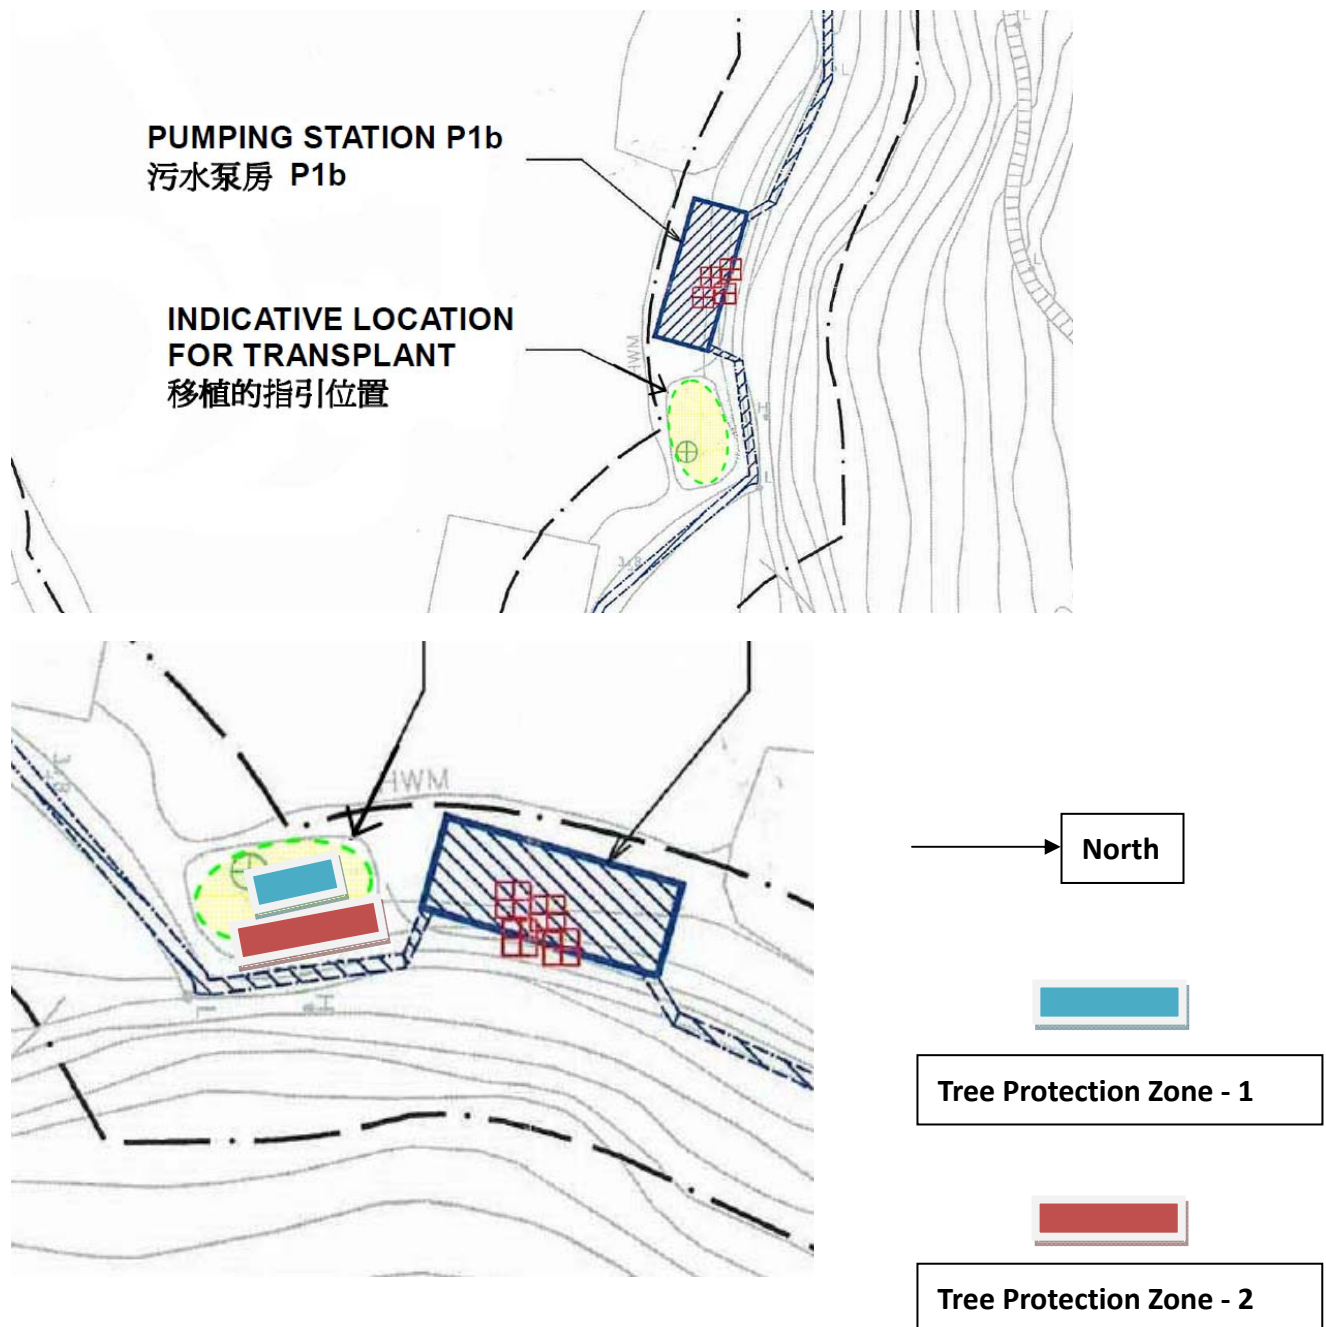 PUMPING STATION P1b
污水泵房 P1b
INDICATIVE LOCATION
FOR TRANSPLANT
移植的指引位置
HWM
HWM
North
Tree Protection Zone - 1
Tree Protection Zone - 2